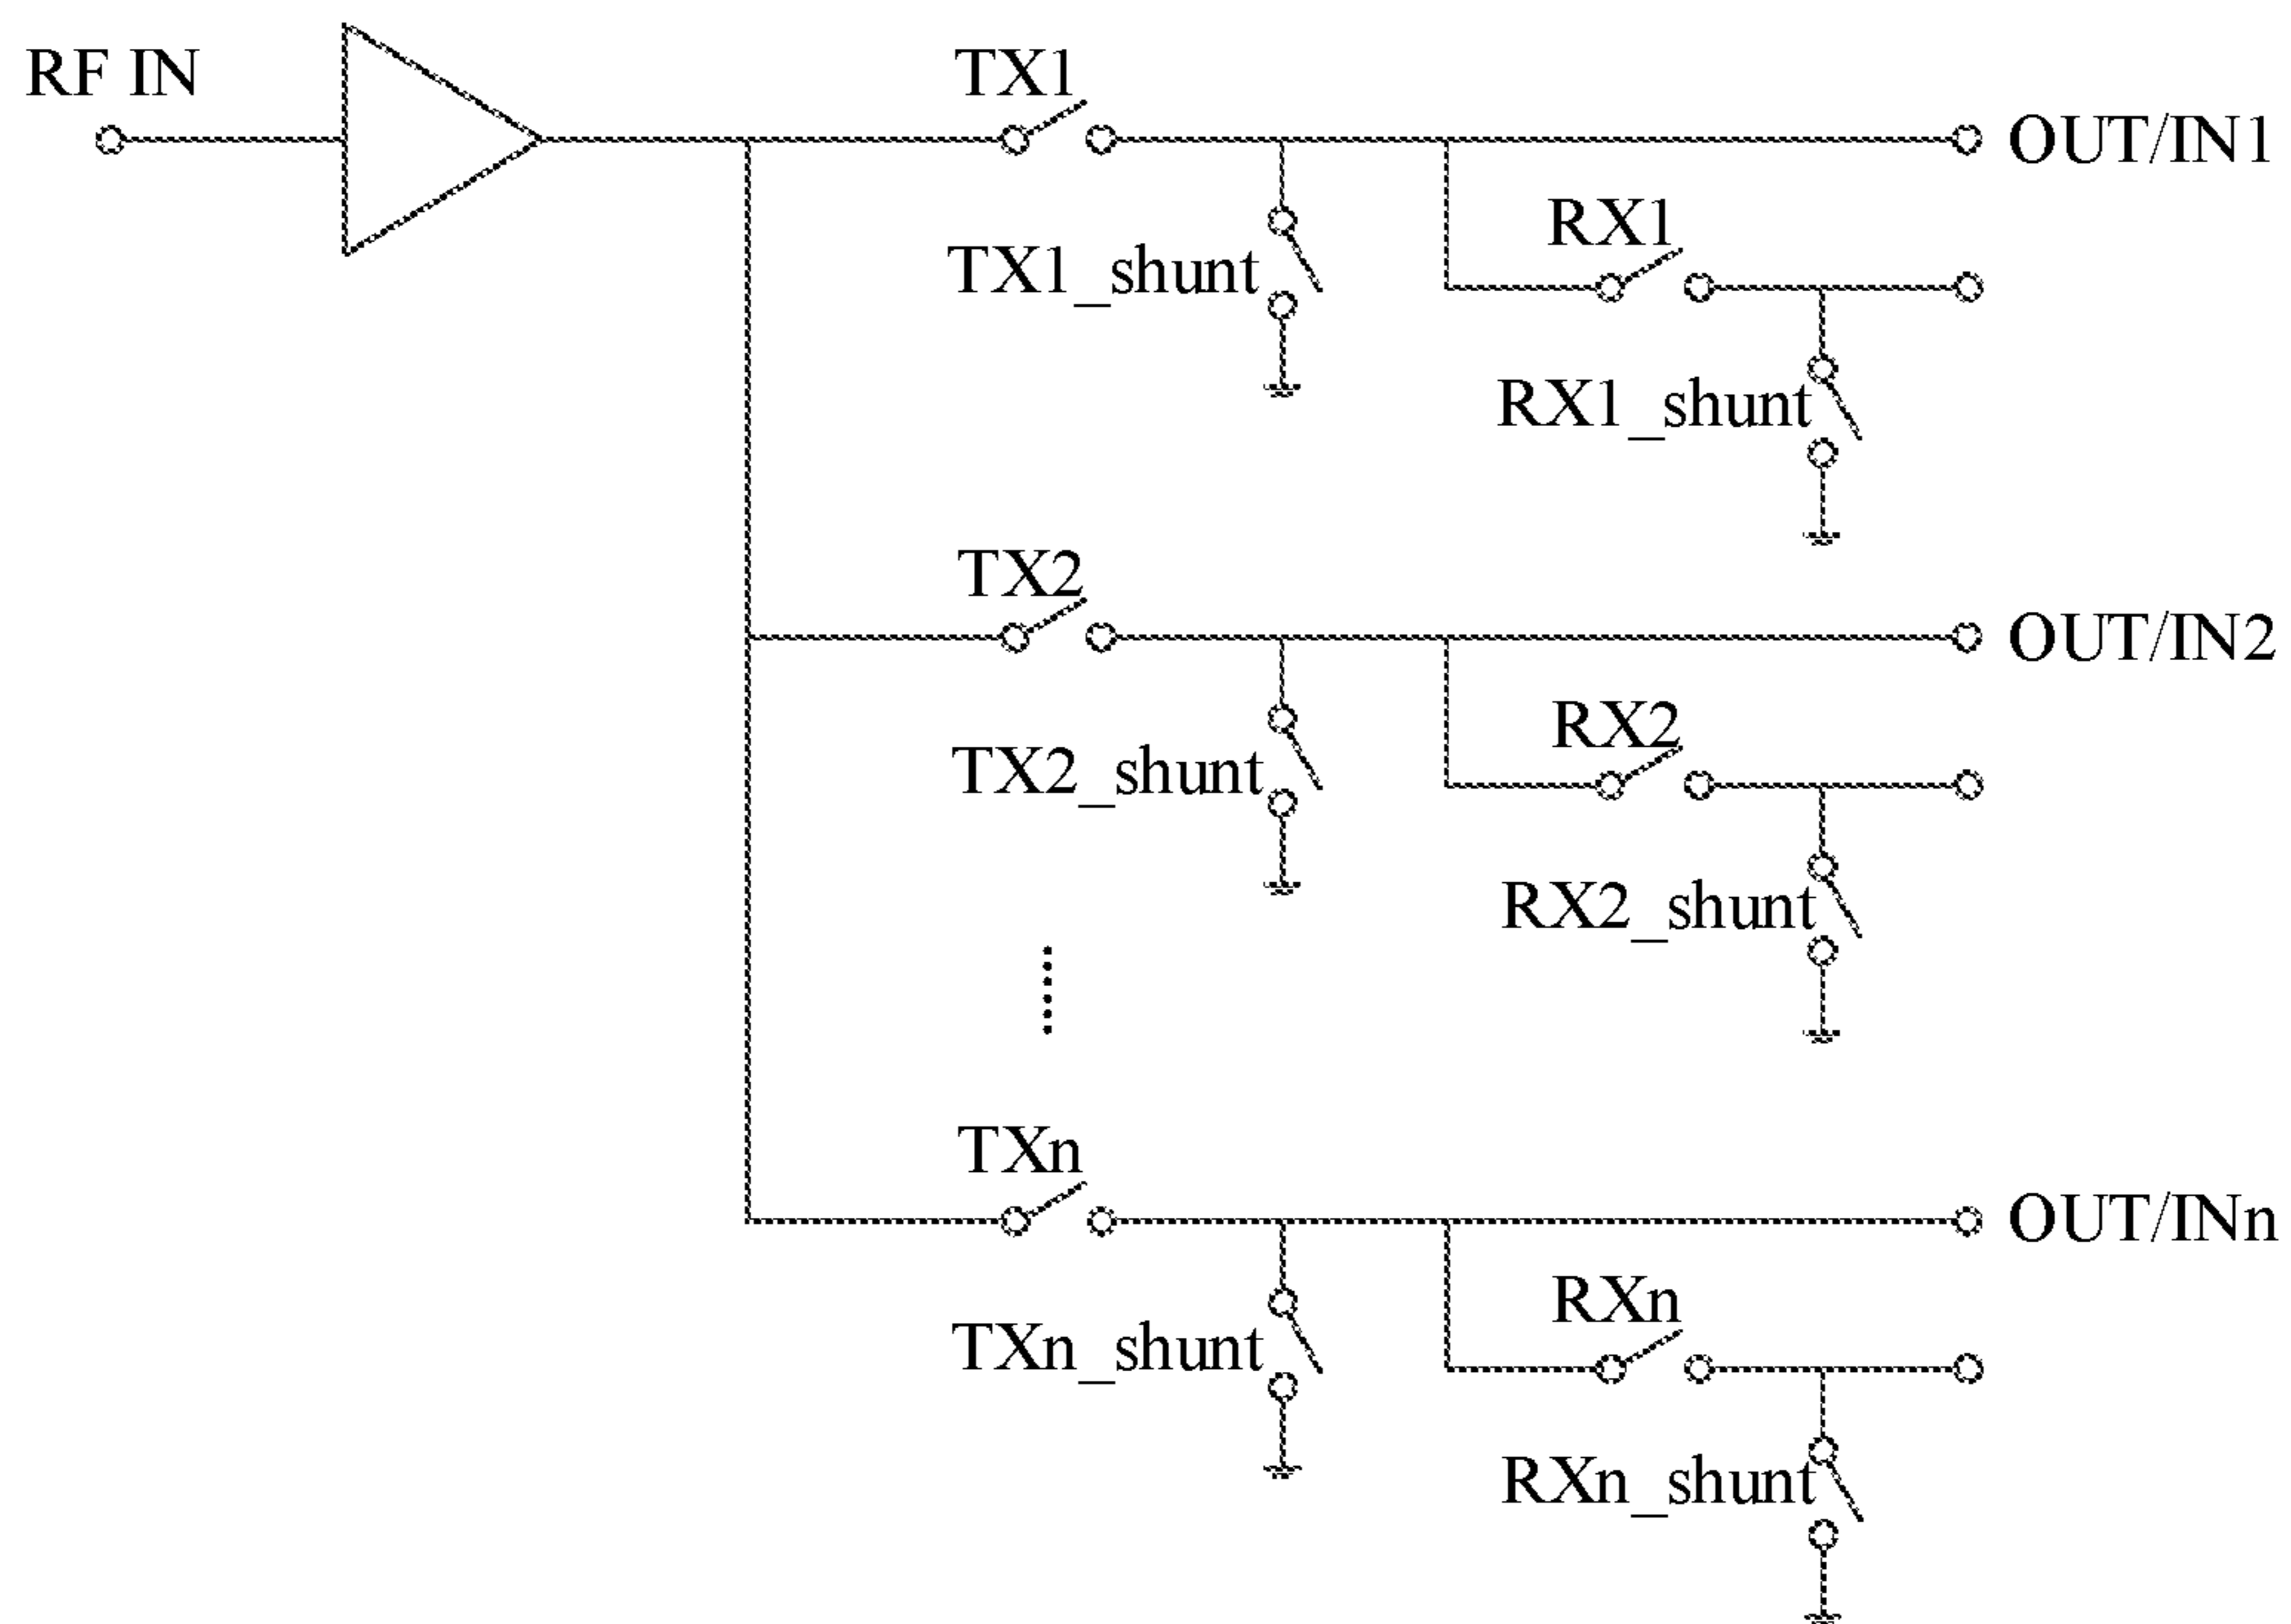 RF IN
TX1
OUT/IN1
RX1
TX1_shunt
RX1_shunt
TX2
OUT/IN2
RX2
TX2_shunt
RX2_shunt
TXn
OUT/INn
RXn
TXn_shunt
RXn_shunt